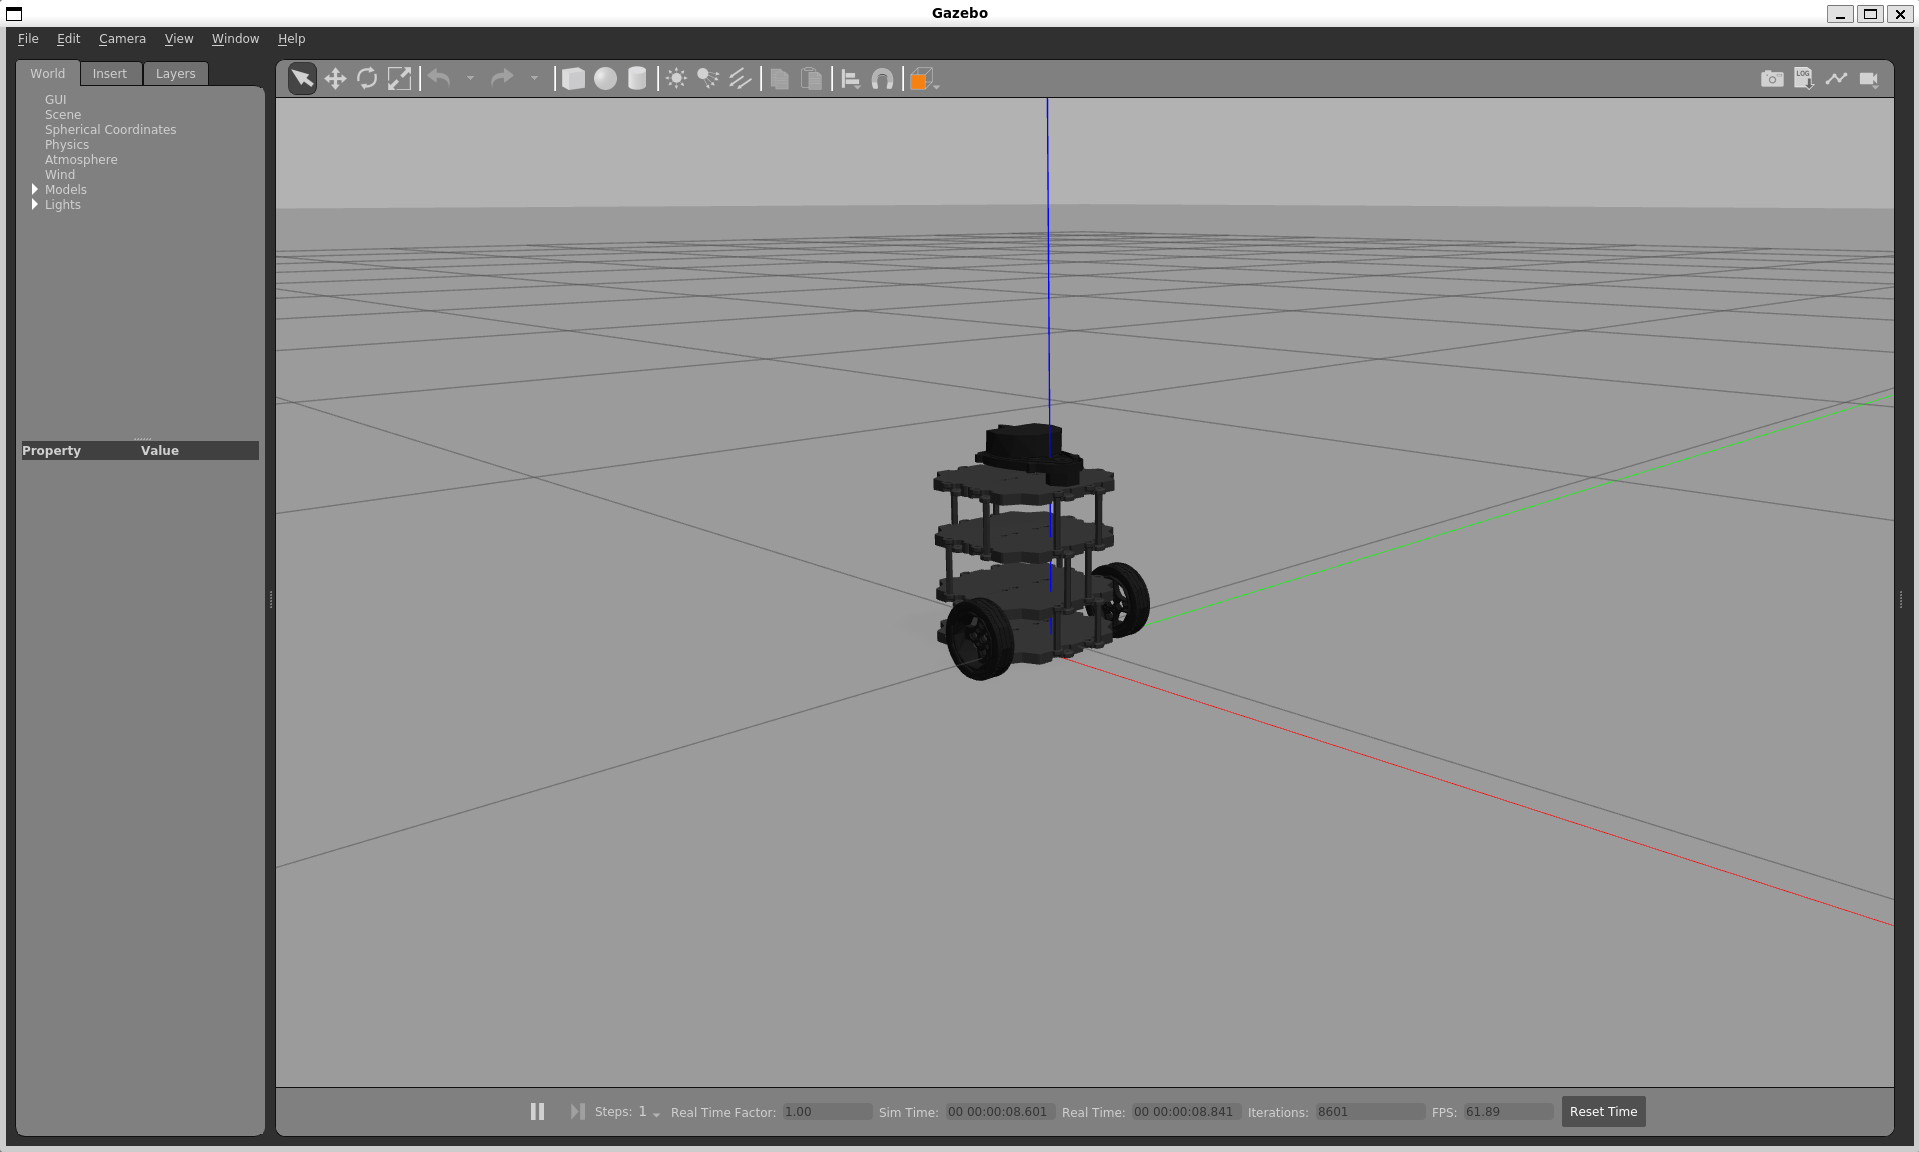 Gazebo
File Edit Camera View Window Help
World Insert Layers
LOG
GUI
Scene
Spherical Coordinates
Physics
Atmosphere
Wind
Models
Lights
Property Value
Steps: 1 Real Time Factor: 1.00 Sim Time: 00 00:00:08.601 Real Time: 00 00:00:08.841 Iterations: 8601 FPS: 61.89 Reset Time